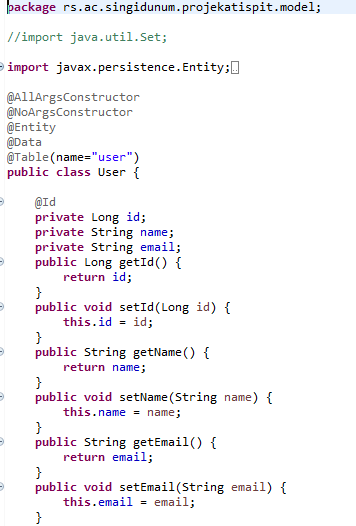 package rs.ac.singidunum.projekatispit.model;
//import java.util.Set;
import javax.persistence.Entity;
@AllArgsConstructor
@NoArgsConstructor
@Entity
@Data
@Table(name="user")
public class User {
@Id
private Long id;
private String name;
private String email;
public Long getId() {
return id;
}
public void setId(Long id) {
this.id = id;
}
public String getName() {
return name;
}
public void setName(String name) {
this.name = name;
}
public String getEmail() {
return email;
}
public void setEmail(String email) {
this.email = email;
}